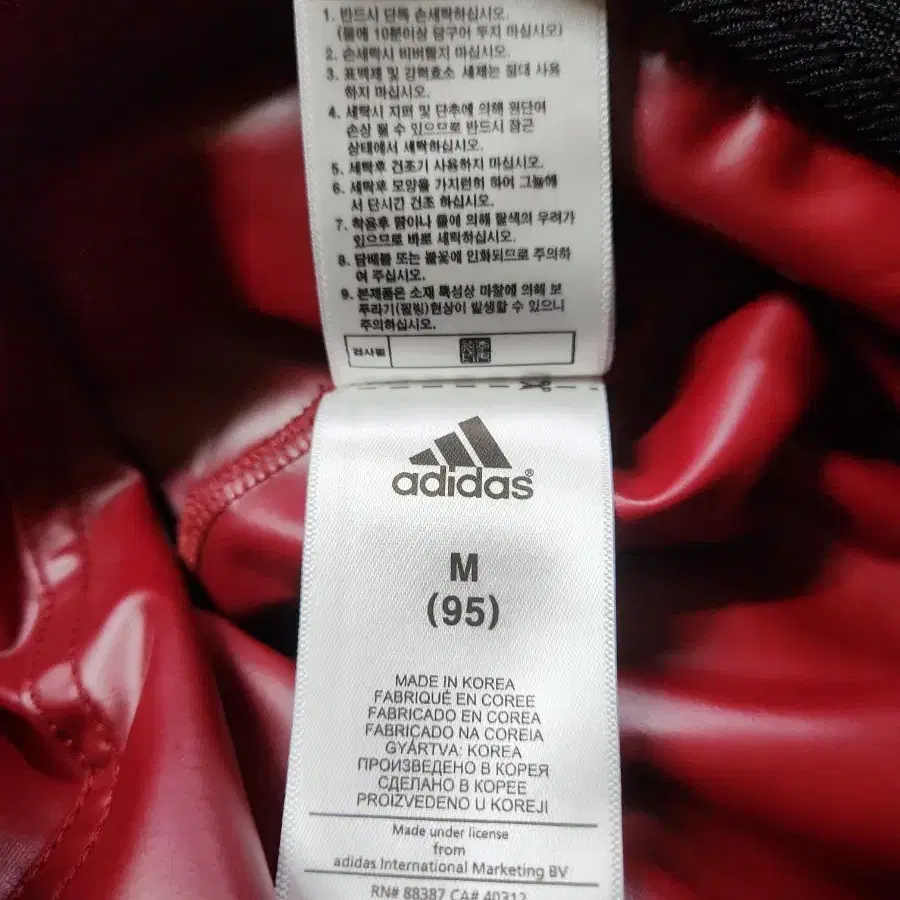 1. 반드시 단독 손세탁하십시오.
(물에 10분이상 담구어 두지 마십시오)
2. 손세탁시 비벼빨지 마십시오.
3. 표백제 및 강력효소 세제는 절대 사용
하지 마십시오.
4. 세탁시 지퍼 및 단추에 의해 원단이
손상 될 수 있으므로 반드시 잠근
상태에서 세탁하십시오.
5. 세탁후 건조기 사용하지 마십시오.
6. 세탁후 모양을 가지런히 하여 그늘에
서 단시간 건조 하십시오.
7. 착용후 땀이나 물에 의해 탈색의 우려가
있으므로 바로 세탁하십시오.
8. 담배불 또는 불꽃에 인화되므로 주의하
여 주십시오.
9. 본제품은 소재 특성상 마찰에 의해 보
푸라기(필링)현상이 발생할 수 있으니
주의하십시오.
검사필
adidas®
M
(95)
MADE IN KOREA
FABRIQUÉ EN COREE
FABRICADO EN COREA
FABRICADO NA COREIA
GYÁRTVA: KOREA
ПРОИЗВЕДЕНО В КОРЕЯ
СДЕЛАНО В КОРЕЕ
PROIZVEDENO U KOREJI
Made under license
from
adidas International Marketing BV
RN# 88387 CA# 40312